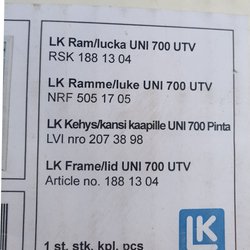 LK Ram/lucka UNI 700 UTV
RSK 188 13 04
LK Ramme/luke UNI 700 UTV
NRF 505 17 05
LK Kehys/kansi kaapille UNI 700 Pinta
LVI nro 207 38 98
LK Frame/lid UNI 700 UTV
Article no. 188 13 04
LK
1 st. stk. kpl. pcs